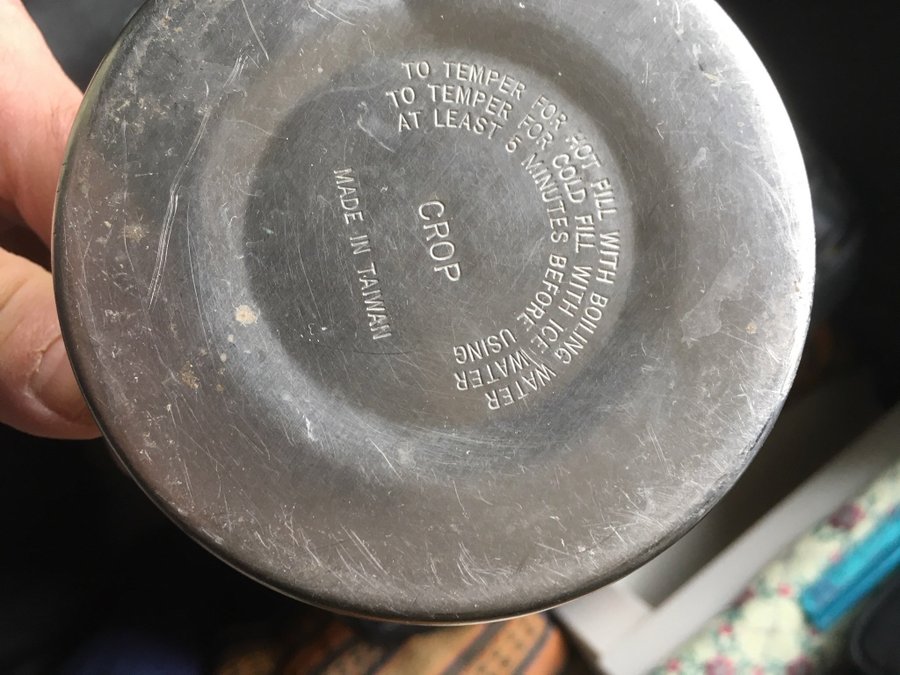 TO TEMPER FOR HOT FILL WITH BOILING WATER
TO TEMPER FOR COLD FILL WITH ICE WATER
AT LEAST 5 MINUTES BEFORE USING
CROP
MADE IN TAIWAN